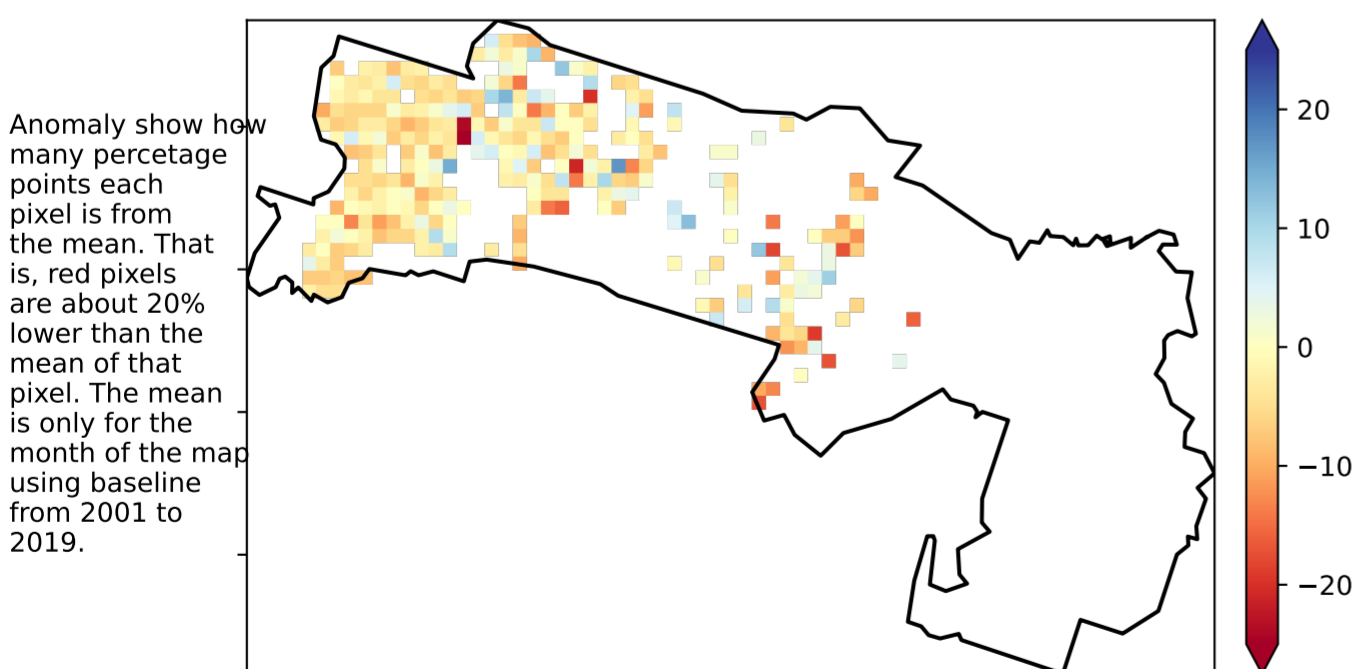 Anomaly show how
many percetage
points each
pixel is from
the mean. That
is, red pixels
are about 20%
lower than the
mean of that
pixel. The mean
is only for the
month of the map
using baseline
from 2001 to
2019.
20
10
0
−10
−20